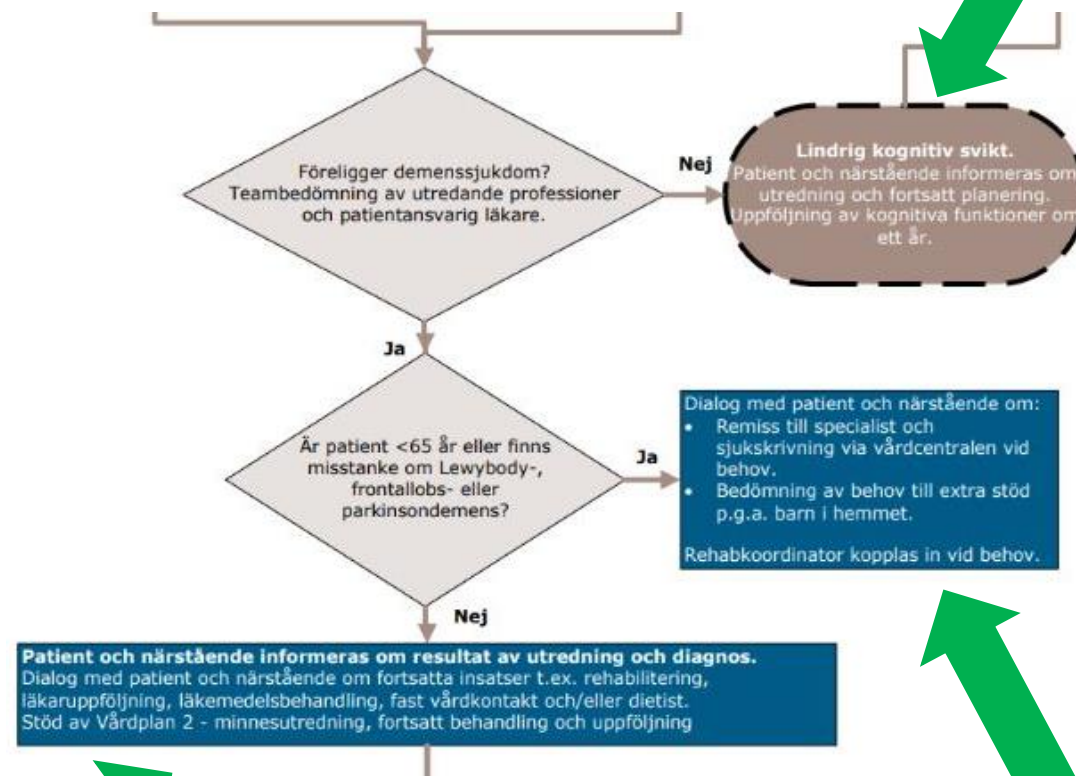 Föreligger demenssjukdom?
Teambedömning av utredande professioner
och patientansvarig läkare.
Nej
Lindrig kognitiv svikt.
Patient och närstående informeras om
utredning och fortsatt planering.
Uppföljning av kognitiva funktioner om
ett år.
Ja
Är patient <65 år eller finns
misstanke om Lewybody-,
frontallobs- eller
parkinsondemens?
Ja
Dialog med patient och närstående om:
• Remiss till specialist och
sjukskrivning via vårdcentralen vid
behov.
• Bedömning av behov till extra stöd
p.g.a. barn i hemmet.
Rehabkoordinator kopplas in vid behov.
Nej
Patient och närstående informeras om resultat av utredning och diagnos.
Dialog med patient och närstående om fortsatta insatser t.ex. rehabilitering,
läkaruppföljning, läkemedelsbehandling, fast vårdkontakt och/eller dietist.
Stöd av Vårdplan 2 - minnesutredning, fortsatt behandling och uppföljning